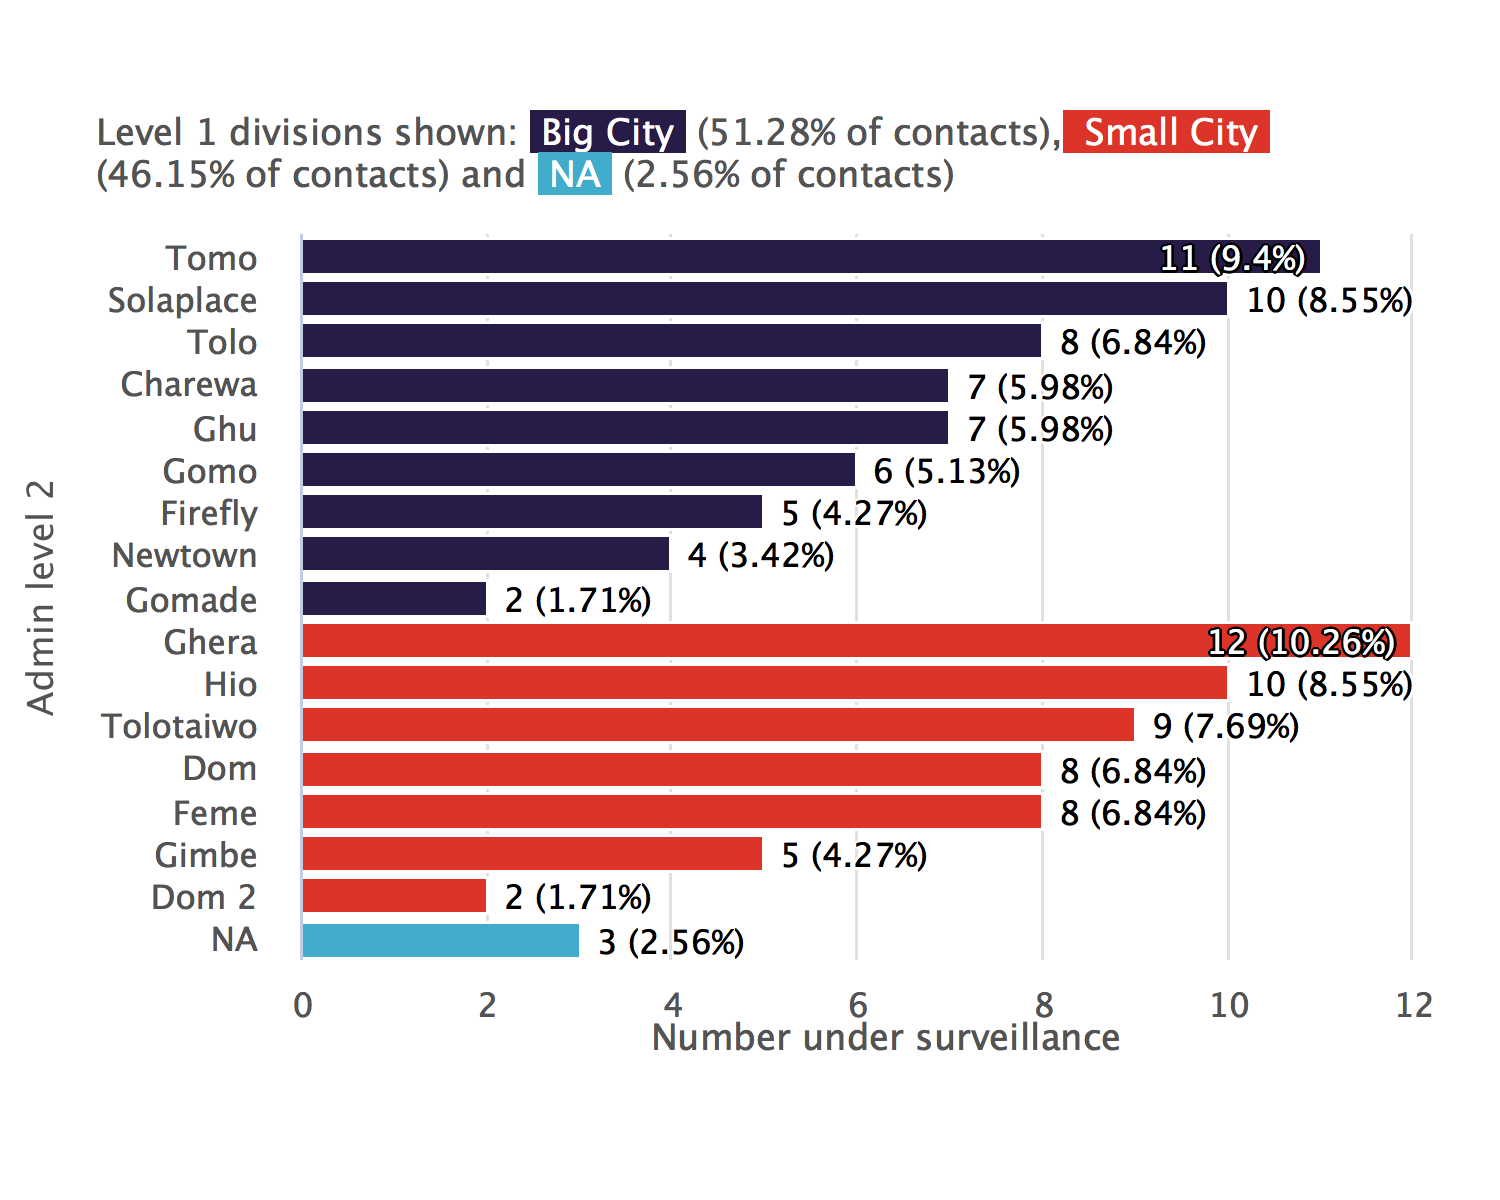 Level 1 divisions shown: Big City (51.28% of contacts), Small City
(46.15% of contacts) and NA (2.56% of contacts)
Admin level 2
Tomo 11 (9.4%)
Solaplace 10 (8.55%)
Tolo 8 (6.84%)
Charewa 7 (5.98%)
Ghu 7 (5.98%)
Gomo 6 (5.13%)
Firefly 5 (4.27%)
Newtown 4 (3.42%)
Gomade 2 (1.71%)
Ghera 12 (10.26%)
Hio 10 (8.55%)
Tolotaiwo 9 (7.69%)
Dom 8 (6.84%)
Feme 8 (6.84%)
Gimbe 5 (4.27%)
Dom 2 2 (1.71%)
NA 3 (2.56%)
0 2 4 6 8 10 12
Number under surveillance